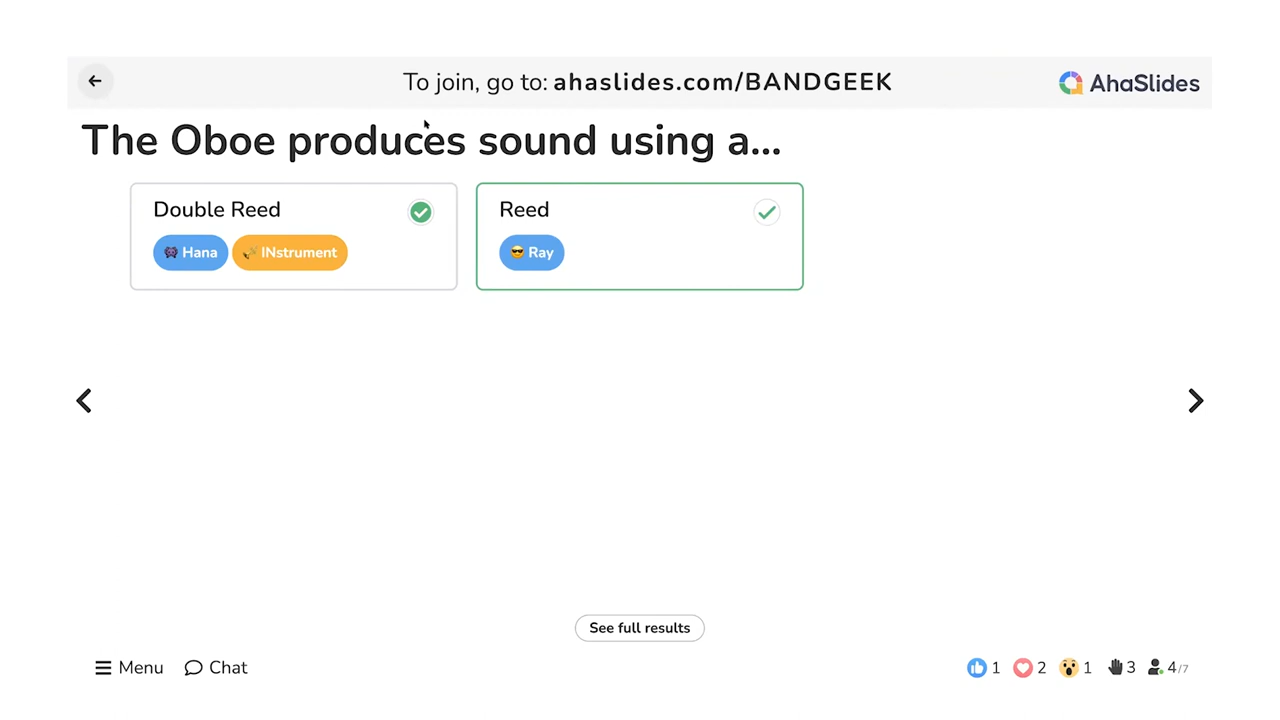 To join, go to: ahaslides.com/BANDGEEK
AhaSlides
The Oboe produces sound using a...
Double Reed
Hana INstrument
Reed
Ray
See full results
Menu Chat
1 2 1 3 4/7